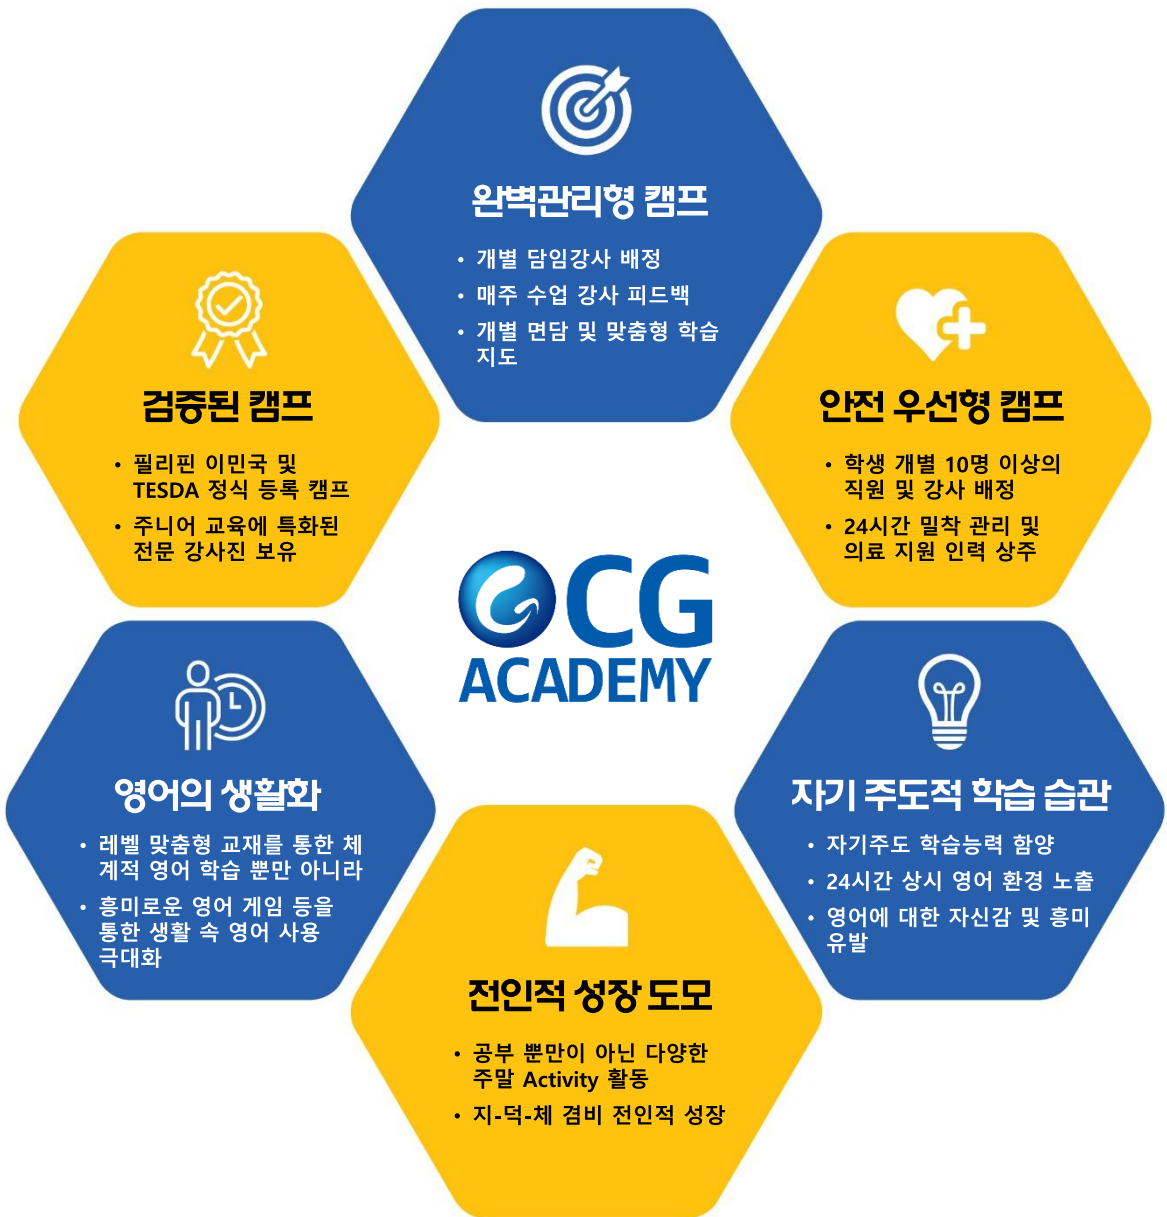 완벽관리형 캠프
• 개별 담임강사 배정
• 매주 수업 강사 피드백
• 개별 면담 및 맞춤형 학습
지도
검증된 캠프
• 필리핀 이민국 및
TESDA 정식 등록 캠프
• 주니어 교육에 특화된
전문 강사진 보유
안전 우선형 캠프
• 학생 개별 10명 이상의
직원 및 강사 배정
• 24시간 밀착 관리 및
의료 지원 인력 상주
CG
ACADEMY
영어의 생활화
• 레벨 맞춤형 교재를 통한 체
계적 영어 학습 뿐만 아니라
• 흥미로운 영어 게임 등을
통한 생활 속 영어 사용
극대화
자기 주도적 학습 습관
• 자기주도 학습능력 함양
• 24시간 상시 영어 환경 노출
• 영어에 대한 자신감 및 흥미
유발
전인적 성장 도모
• 공부 뿐만이 아닌 다양한
주말 Activity 활동
• 지-덕-체 겸비 전인적 성장